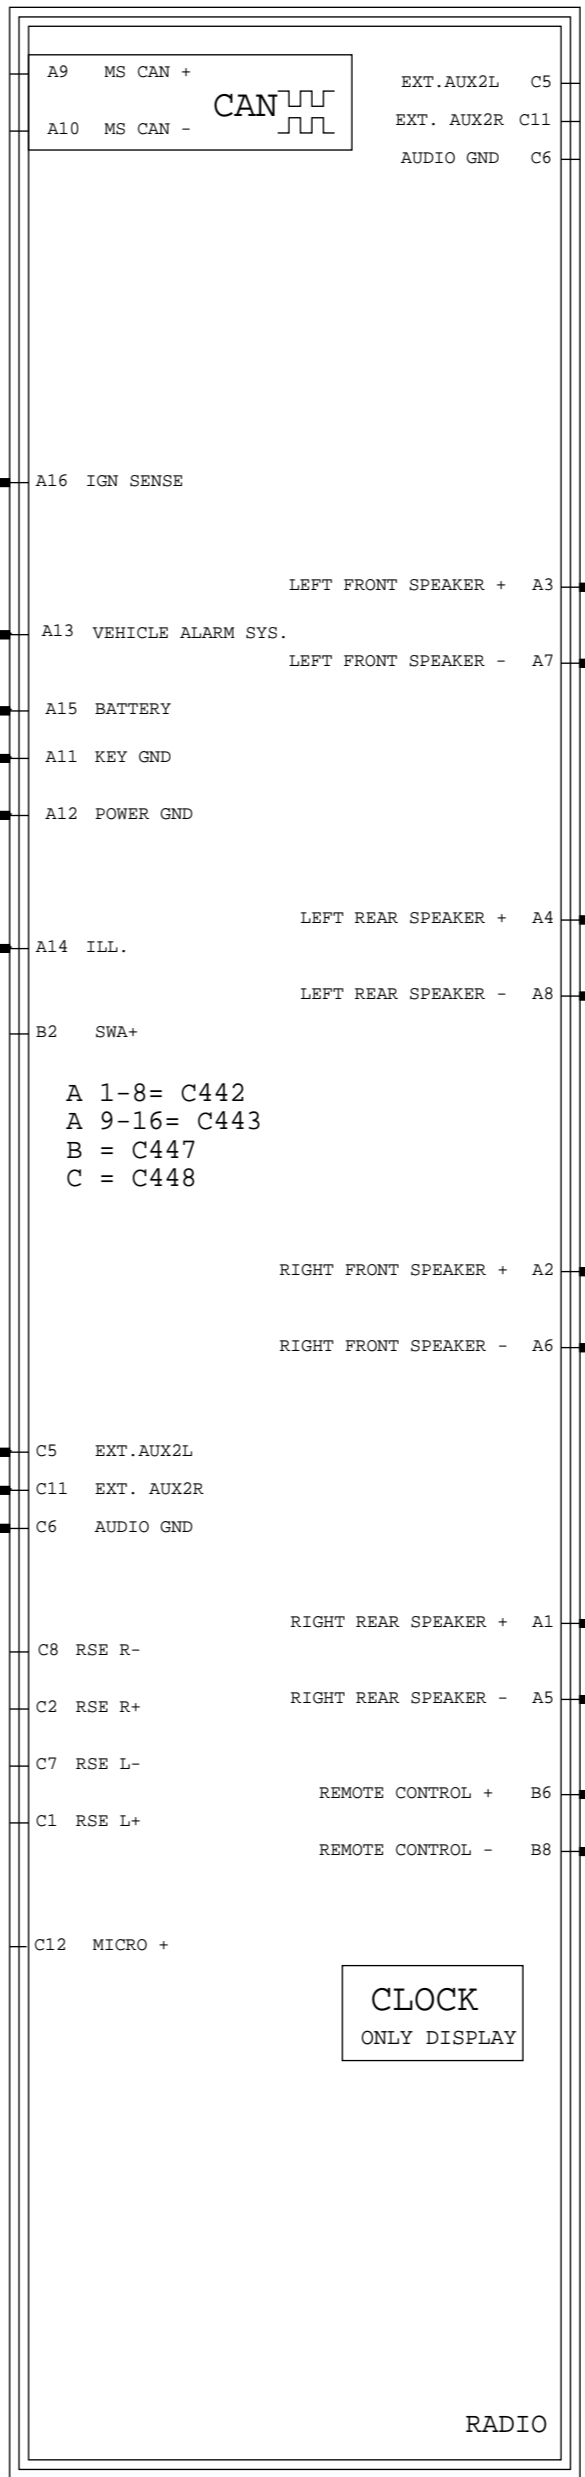 A9 MS CAN +
EXT.AUX2L C5
CAN
EXT. AUX2R C11
A10 MS CAN -
AUDIO GND C6
A16 IGN SENSE
LEFT FRONT SPEAKER + A3
A13 VEHICLE ALARM SYS.
LEFT FRONT SPEAKER - A7
A15 BATTERY
A11 KEY GND
A12 POWER GND
LEFT REAR SPEAKER + A4
A14 ILL.
LEFT REAR SPEAKER - A8
B2 SWA+
A 1-8= C442
A 9-16= C443
B = C447
C = C448
RIGHT FRONT SPEAKER + A2
RIGHT FRONT SPEAKER - A6
C5 EXT.AUX2L
C11 EXT. AUX2R
C6 AUDIO GND
RIGHT REAR SPEAKER + A1
C8 RSE R-
RIGHT REAR SPEAKER - A5
C2 RSE R+
C7 RSE L-
REMOTE CONTROL + B6
C1 RSE L+
REMOTE CONTROL - B8
C12 MICRO +
CLOCK
ONLY DISPLAY
RADIO